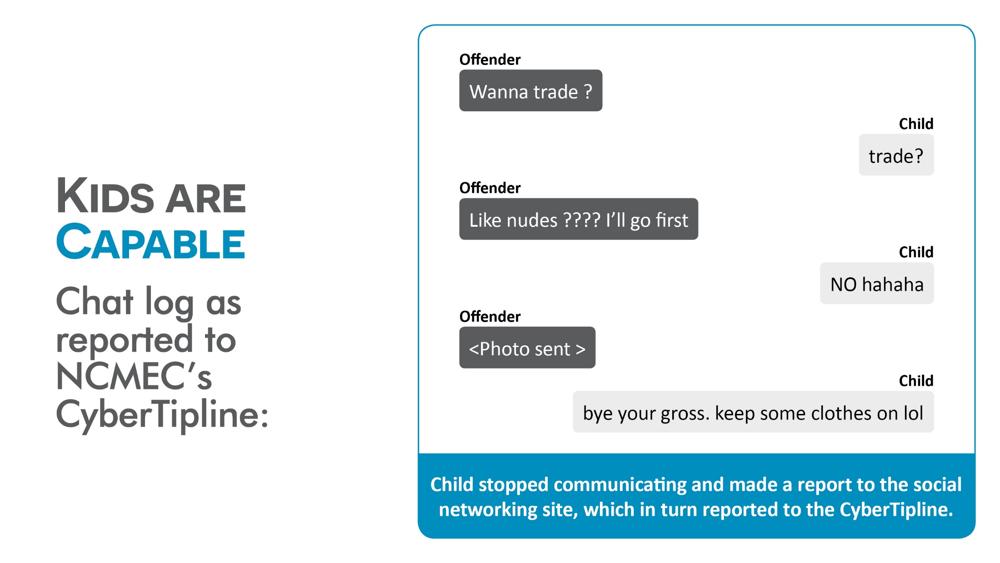 KIDS ARE
CAPABLE
Chat log as
reported to
NCMEC’s
CyberTipline:
Offender
Wanna trade ?
Child
trade?
Offender
Like nudes ???? I’ll go first
Child
NO hahaha
Offender
<Photo sent >
Child
bye your gross. keep some clothes on lol
Child stopped communicating and made a report to the social
networking site, which in turn reported to the CyberTipline.